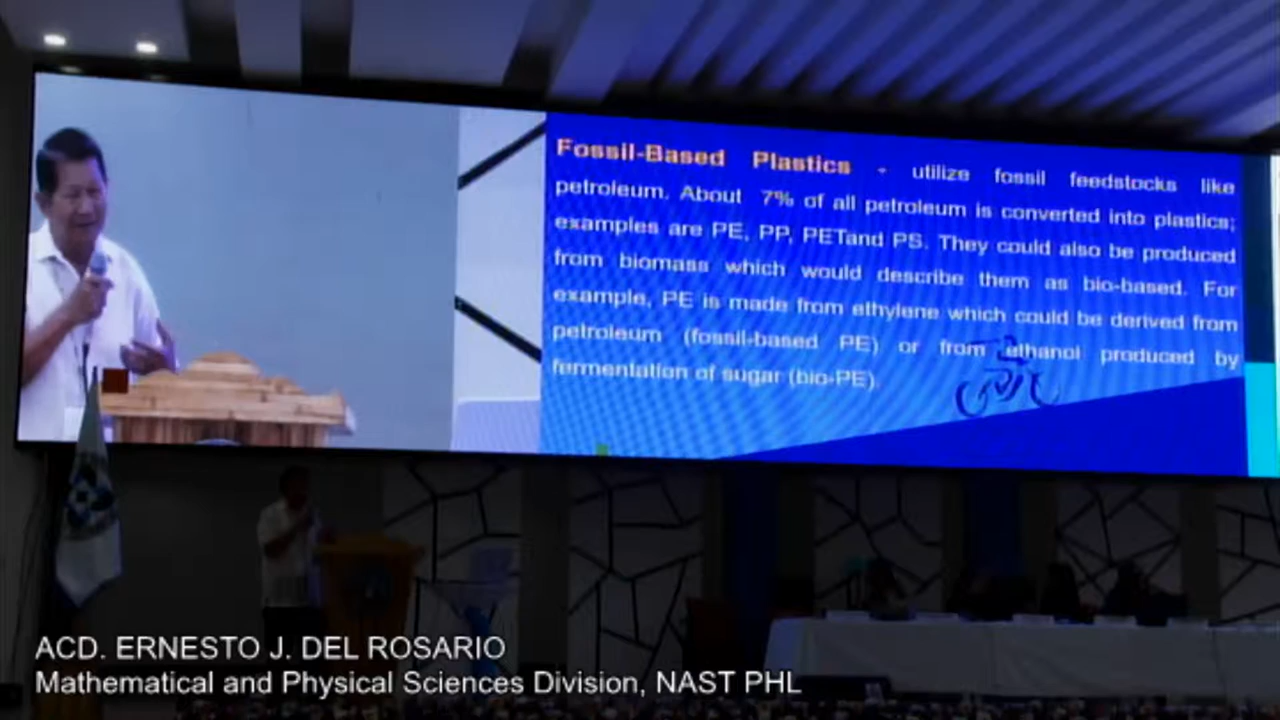 Fossil-Based Plastics - utilize fossil feedstocks like
petroleum. About 7% of all petroleum is converted into plastics;
examples are PE, PP, PETand PS. They could also be produced
from biomass which would describe them as bio-based. For
example, PE is made from ethylene which could be derived from
petroleum (fossil-based PE) or from ethanol produced by
fermentation of sugar (bio-PE).
ACD. ERNESTO J. DEL ROSARIO
Mathematical and Physical Sciences Division, NAST PHL